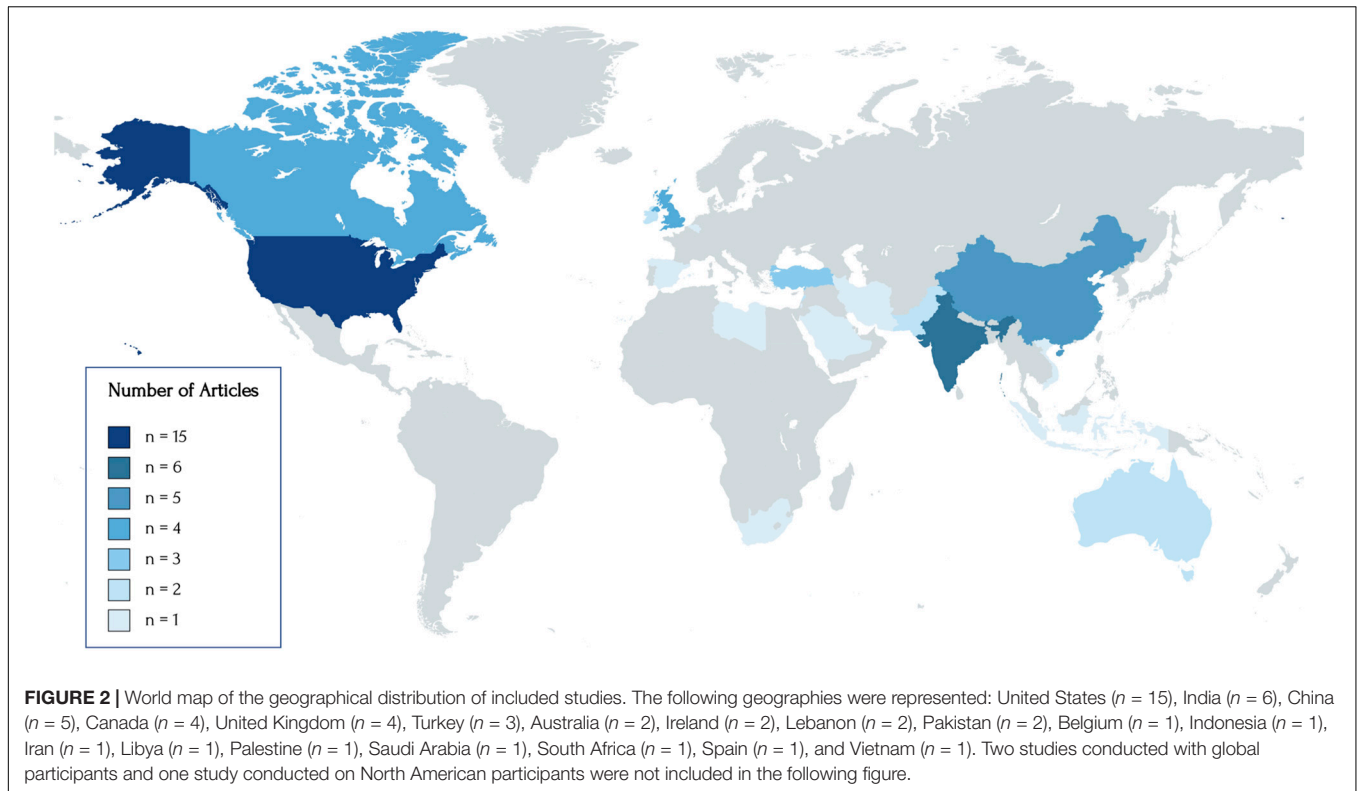 Number of Articles
n = 15
n = 6
n = 5
n = 4
n = 3
n = 2
n = 1
FIGURE 2 | World map of the geographical distribution of included studies. The following geographies were represented: United States (n = 15), India (n = 6), China
(n = 5), Canada (n = 4), United Kingdom (n = 4), Turkey (n = 3), Australia (n = 2), Ireland (n = 2), Lebanon (n = 2), Pakistan (n = 2), Belgium (n = 1), Indonesia (n = 1),
Iran (n = 1), Libya (n = 1), Palestine (n = 1), Saudi Arabia (n = 1), South Africa (n = 1), Spain (n = 1), and Vietnam (n = 1). Two studies conducted with global
participants and one study conducted on North American participants were not included in the following figure.